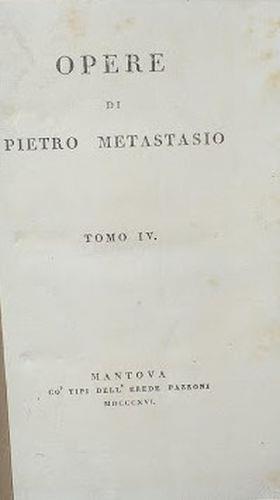 OPERE
DI
PIETRO METASTASIO
TOMO IV.
MANTOVA
CO' TIPI DELL' EREDE PAZZONI
MDCCCXVI.